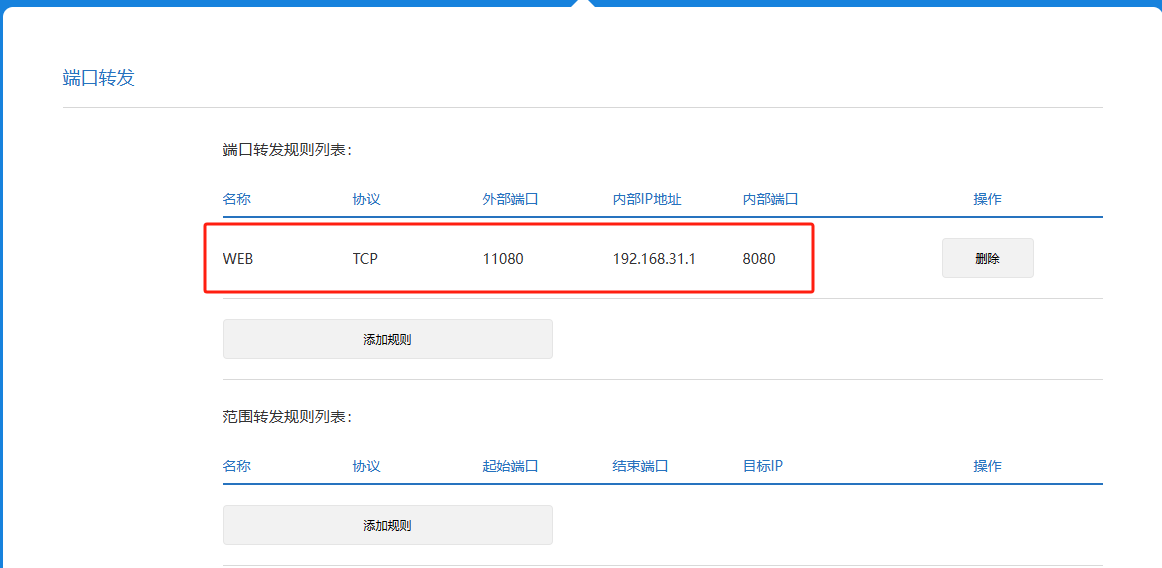 端口转发
端口转发规则列表：
名称 协议 外部端口 内部IP地址 内部端口 操作
WEB TCP 11080 192.168.31.1 8080 删除
添加规则
范围转发规则列表：
名称 协议 起始端口 结束端口 目标IP 操作
添加规则